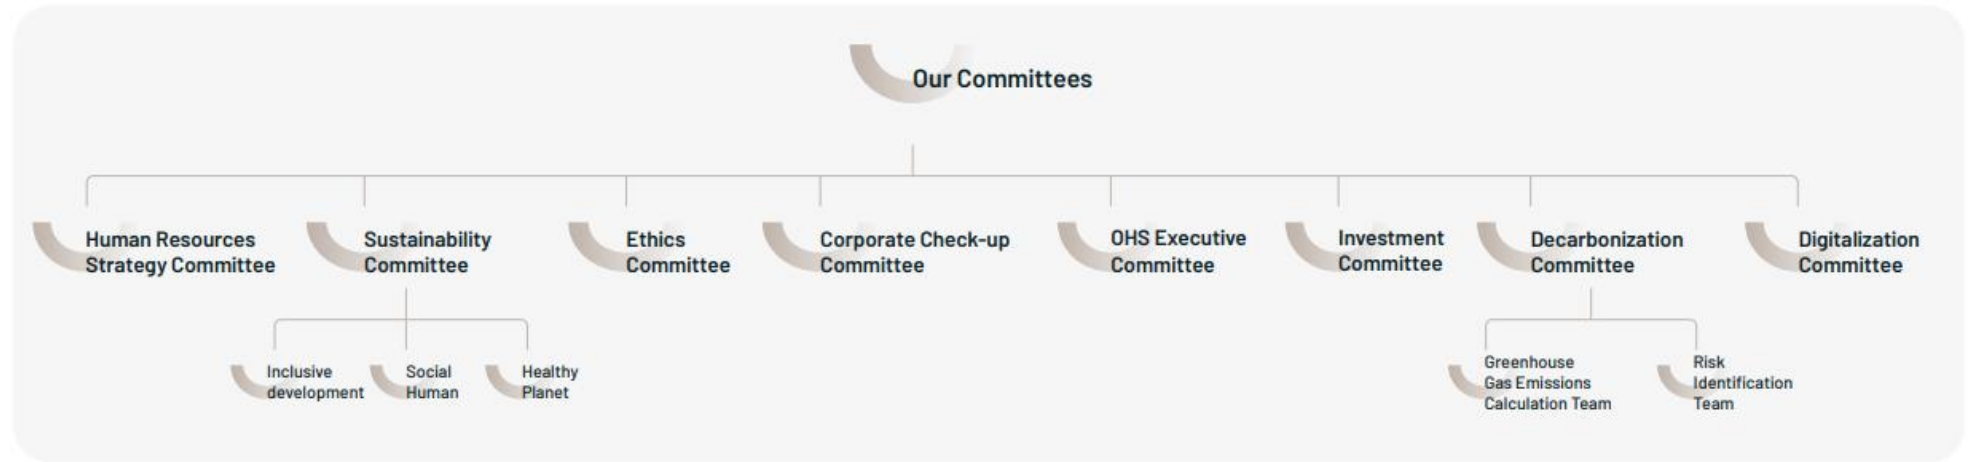 Our Committees
Human Resources
Strategy Committee
Sustainability
Committee
Ethics
Committee
Corporate Check-up
Committee
OHS Executive
Committee
Investment
Committee
Decarbonization
Committee
Digitalization
Committee
Inclusive
development
Social
Human
Healthy
Planet
Greenhouse
Gas Emissions
Calculation Team
Risk
Identification
Team